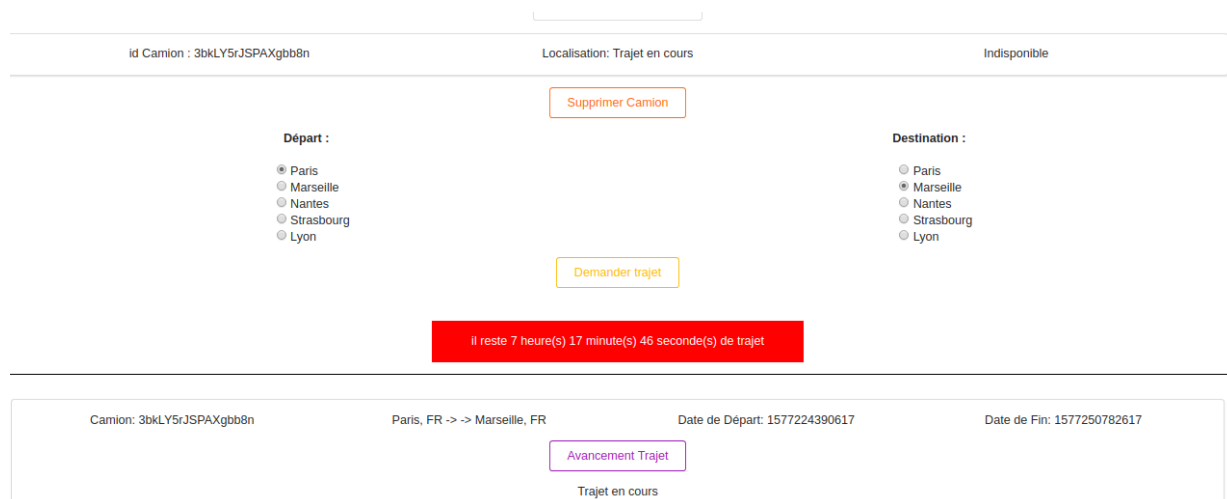 id Camion : 3bkLY5rJSPAXgbb8n Localisation: Trajet en cours Indisponible
Supprimer Camion
Départ : Destination :
Paris Paris
Marseille Marseille
Nantes Nantes
Strasbourg Strasbourg
Lyon Lyon
Demander trajet
il reste 7 heure(s) 17 minute(s) 46 seconde(s) de trajet
Camion: 3bkLY5rJSPAXgbb8n Paris, FR -> -> Marseille, FR Date de Départ: 1577224390617 Date de Fin: 1577250782617
Avancement Trajet
Trajet en cours